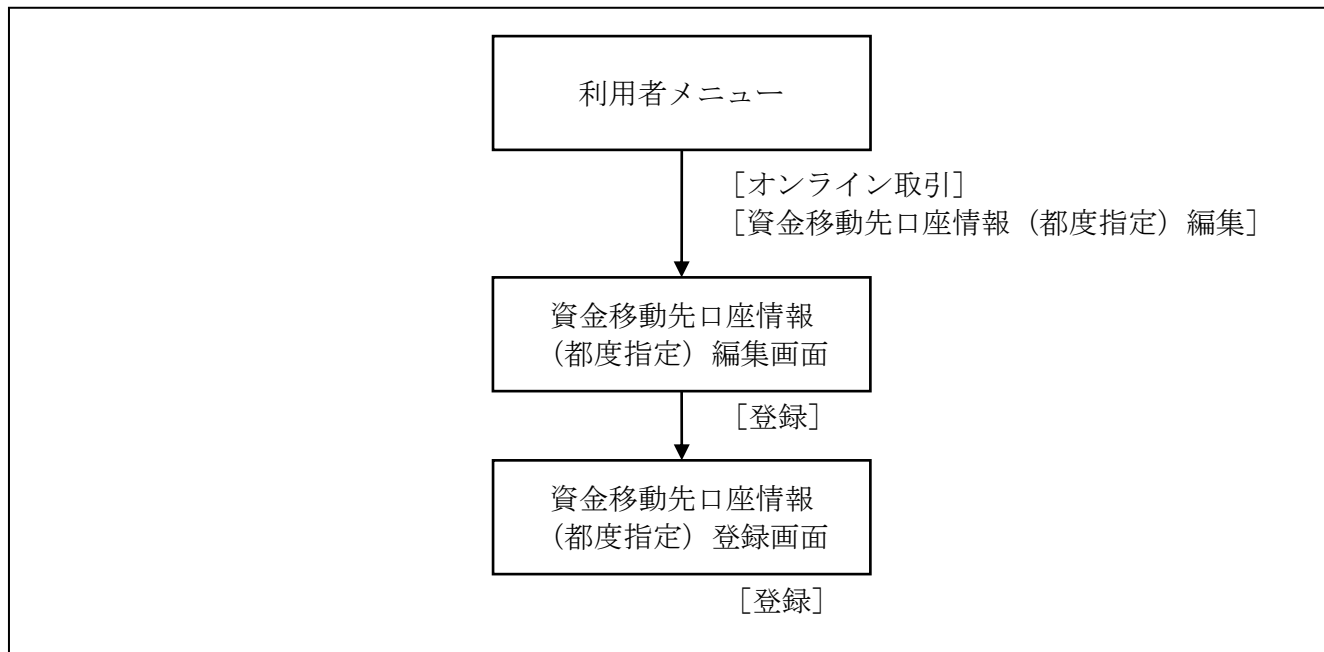 利用者メニュー
［オンライン取引］
［資金移動先口座情報（都度指定）編集］
資金移動先口座情報
（都度指定）編集画面
［登録］
資金移動先口座情報
（都度指定）登録画面
［登録］